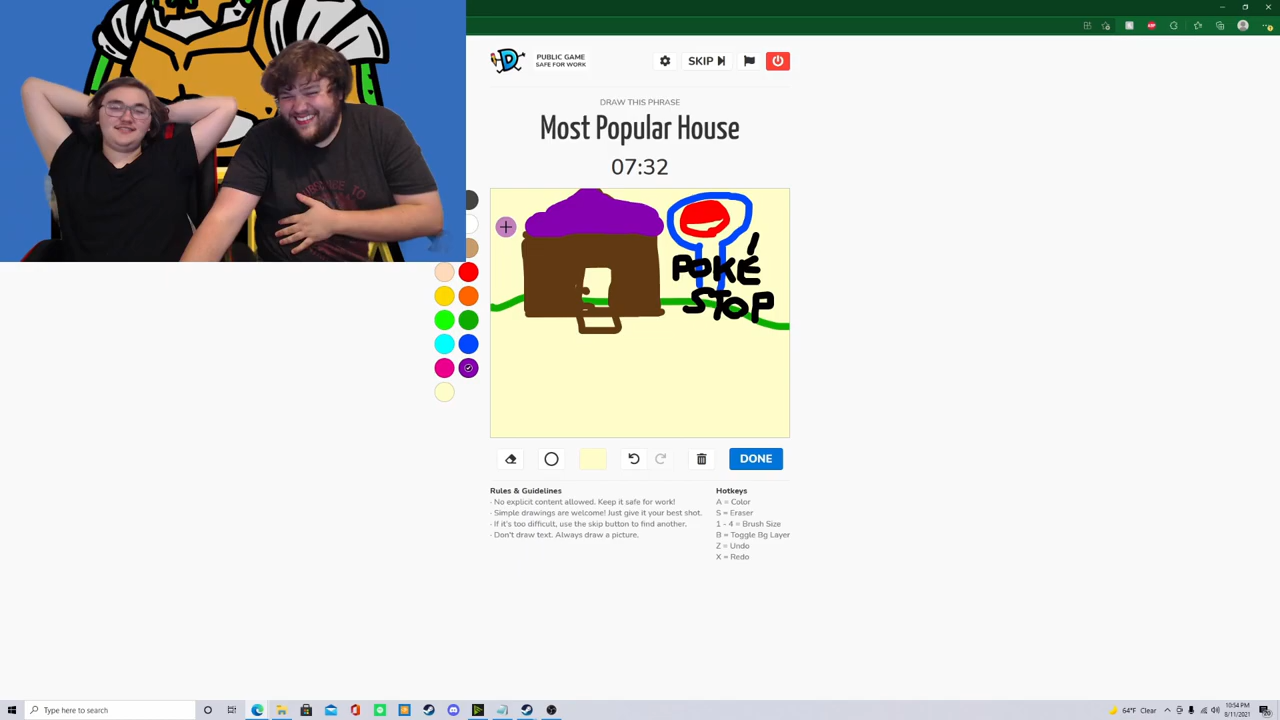 PUBLIC GAME
SAFE FOR WORK
SKIP
DRAW THIS PHRASE
Most Popular House
07:32
POKÉ
STOP
DONE
Rules & Guidelines
· No explicit content allowed. Keep it safe for work!
· Simple drawings are welcome! Just give it your best shot.
· If it's too difficult, use the skip button to find another.
· Don't draw text. Always draw a picture.
Hotkeys
A = Color
S = Eraser
1 - 4 = Brush Size
B = Toggle Bg Layer
Z = Undo
X = Redo
Type here to search
64°F Clear
10:54 PM
5/11/2021